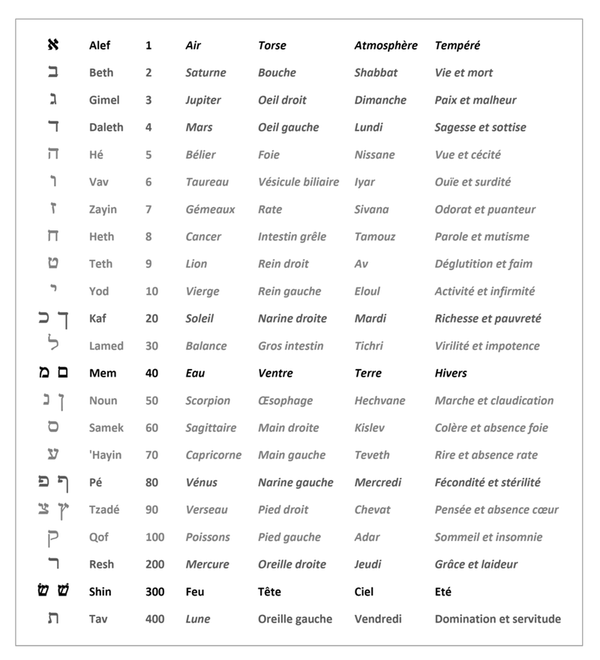 א Alef 1 Air Torse Atmosphère Tempéré
ב Beth 2 Saturne Bouche Shabbat Vie et mort
ג Gimel 3 Jupiter Oeil droit Dimanche Paix et malheur
ד Daleth 4 Mars Oeil gauche Lundi Sagesse et sottise
ה Hé 5 Bélier Foie Nissane Vue et cécité
ו Vav 6 Taureau Vésicule biliaire Iyar Ouïe et surdité
ז Zayin 7 Gémeaux Rate Sivana Odorat et puanteur
ח Heth 8 Cancer Intestin grêle Tamouz Parole et mutisme
ט Teth 9 Lion Rein droit Av Déglutition et faim
י Yod 10 Vierge Rein gauche Eloul Activité et infirmité
כ ך Kaf 20 Soleil Narine droite Mardi Richesse et pauvreté
ל Lamed 30 Balance Gros intestin Tichri Virilité et impotence
מ ם Mem 40 Eau Ventre Terre Hivers
נ ן Noun 50 Scorpion Œsophage Hechvane Marche et claudication
ס Samek 60 Sagittaire Main droite Kislev Colère et absence foie
ע 'Hayin 70 Capricorne Main gauche Teveth Rire et absence rate
פ ף Pé 80 Vénus Narine gauche Mercredi Fécondité et stérilité
צ ץ Tzadé 90 Verseau Pied droit Chevat Pensée et absence cœur
ק Qof 100 Poissons Pied gauche Adar Sommeil et insomnie
ר Resh 200 Mercure Oreille droite Jeudi Grâce et laideur
שׂ שׁ Shin 300 Feu Tête Ciel Eté
ת Tav 400 Lune Oreille gauche Vendredi Domination et servitude